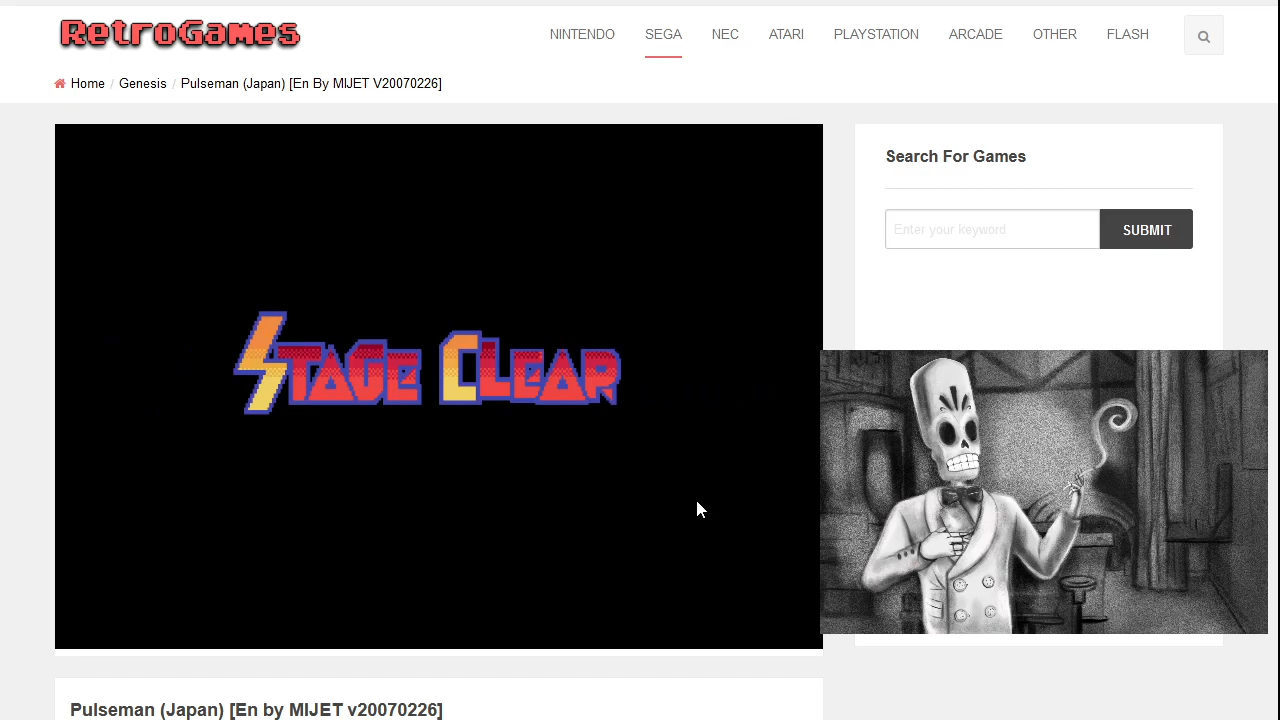 RetroGames
NINTENDO SEGA NEC ATARI PLAYSTATION ARCADE OTHER FLASH
Home / Genesis / Pulseman (Japan) [En By MIJET V20070226]
Search For Games
Enter your keyword SUBMIT
Stage Clear
Pulseman (Japan) [En by MIJET v20070226]